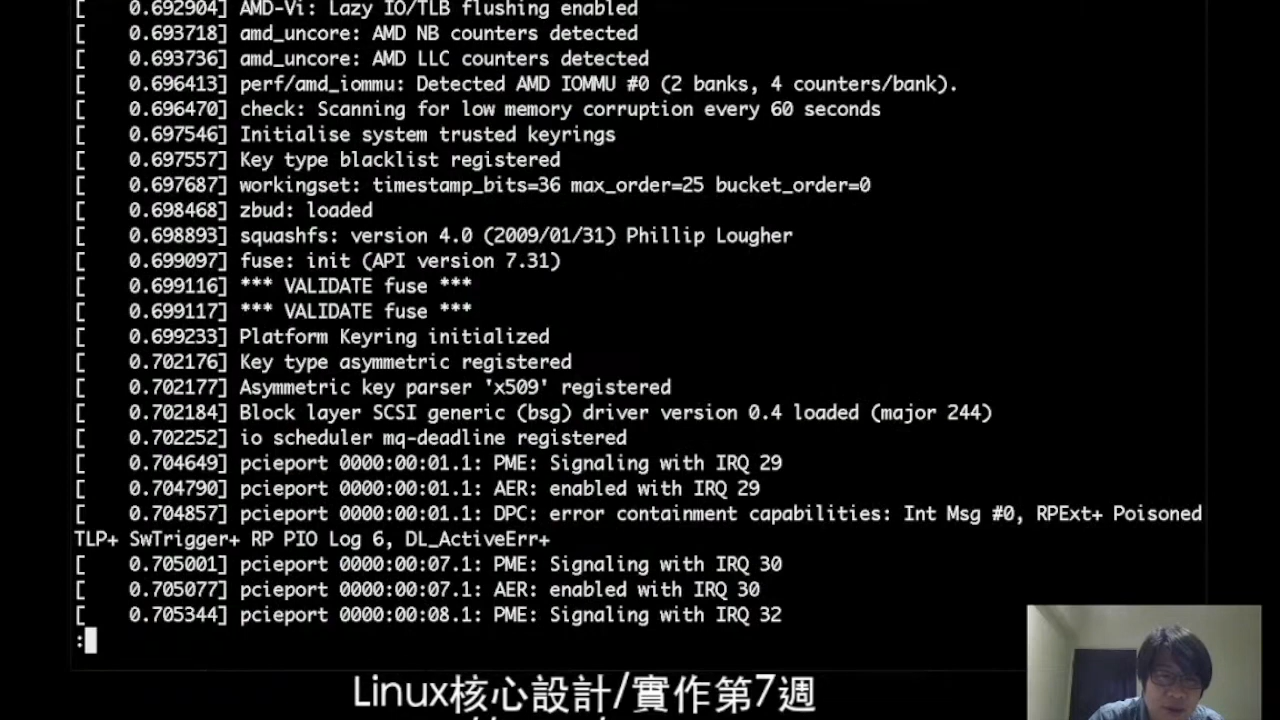 [    0.692904] AMD-Vi: Lazy IO/TLB flushing enabled
[    0.693718] amd_uncore: AMD NB counters detected
[    0.693736] amd_uncore: AMD LLC counters detected
[    0.696413] perf/amd_iommu: Detected AMD IOMMU #0 (2 banks, 4 counters/bank).
[    0.696470] check: Scanning for low memory corruption every 60 seconds
[    0.697546] Initialise system trusted keyrings
[    0.697557] Key type blacklist registered
[    0.697687] workingset: timestamp_bits=36 max_order=25 bucket_order=0
[    0.698468] zbud: loaded
[    0.698893] squashfs: version 4.0 (2009/01/31) Phillip Lougher
[    0.699097] fuse: init (API version 7.31)
[    0.699116] *** VALIDATE fuse ***
[    0.699117] *** VALIDATE fuse ***
[    0.699233] Platform Keyring initialized
[    0.702176] Key type asymmetric registered
[    0.702177] Asymmetric key parser 'x509' registered
[    0.702184] Block layer SCSI generic (bsg) driver version 0.4 loaded (major 244)
[    0.702252] io scheduler mq-deadline registered
[    0.704649] pcieport 0000:00:01.1: PME: Signaling with IRQ 29
[    0.704790] pcieport 0000:00:01.1: AER: enabled with IRQ 29
[    0.704857] pcieport 0000:00:01.1: DPC: error containment capabilities: Int Msg #0, RPExt+ Poisoned
TLP+ SwTrigger+ RP PIO Log 6, DL_ActiveErr+
[    0.705001] pcieport 0000:00:07.1: PME: Signaling with IRQ 30
[    0.705077] pcieport 0000:00:07.1: AER: enabled with IRQ 30
[    0.705344] pcieport 0000:00:08.1: PME: Signaling with IRQ 32
:
Linux核心設計/實作第7週